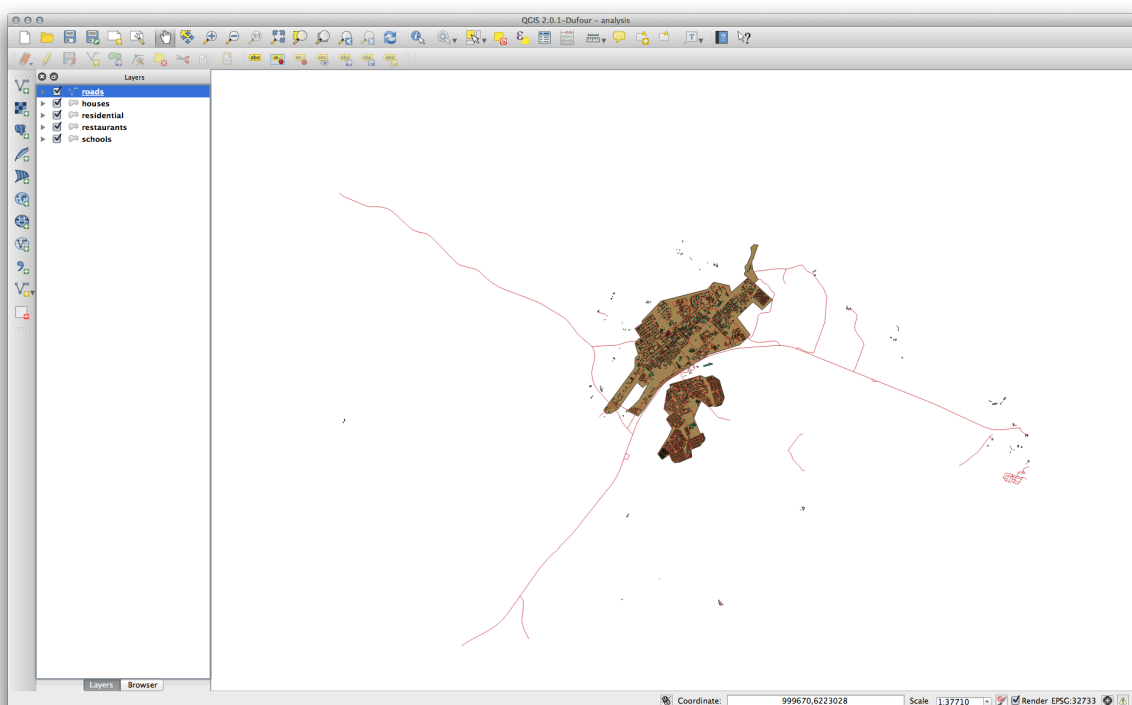 QGIS 2.0.1-Dufour - analysis
Layers
roads
houses
residential
restaurants
schools
Layers Browser
Coordinate: 999670,6223028 Scale 1:37710 Render EPSG:32733